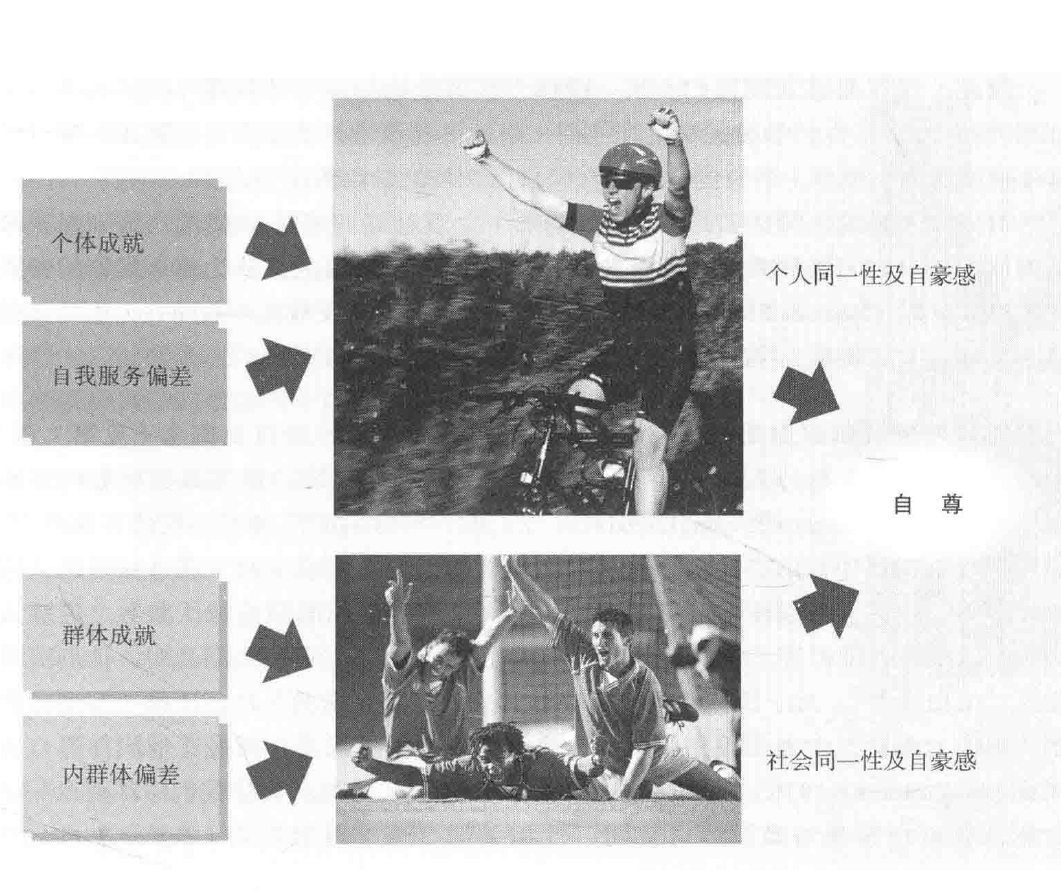 个体成就
个人同一性及自豪感
自我服务偏差
自 尊
群体成就
内群体偏差
社会同一性及自豪感